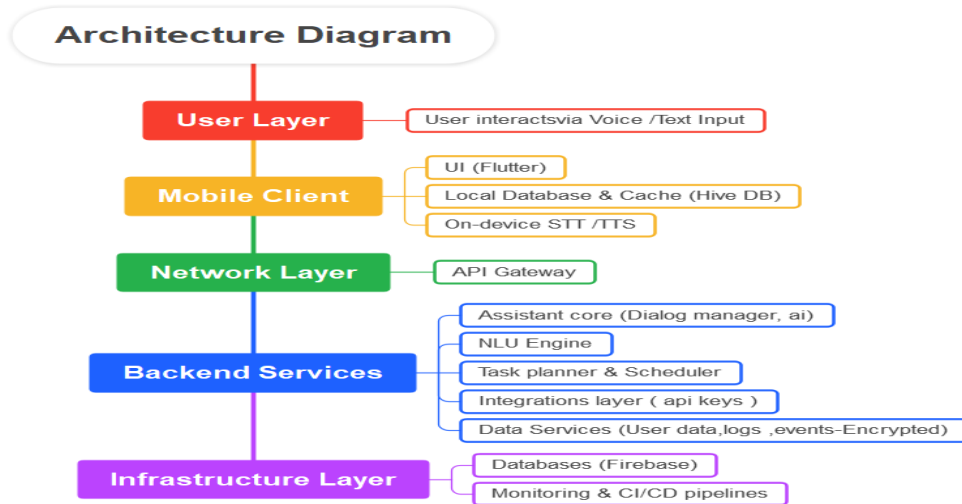 Architecture Diagram
User Layer
User interactsvia Voice /Text Input
Mobile Client
UI (Flutter)
Local Database & Cache (Hive DB)
On-device STT /TTS
Network Layer
API Gateway
Backend Services
Assistant core (Dialog manager, ai)
NLU Engine
Task planner & Scheduler
Integrations layer ( api keys )
Data Services (User data,logs ,events-Encrypted)
Infrastructure Layer
Databases (Firebase)
Monitoring & CI/CD pipelines